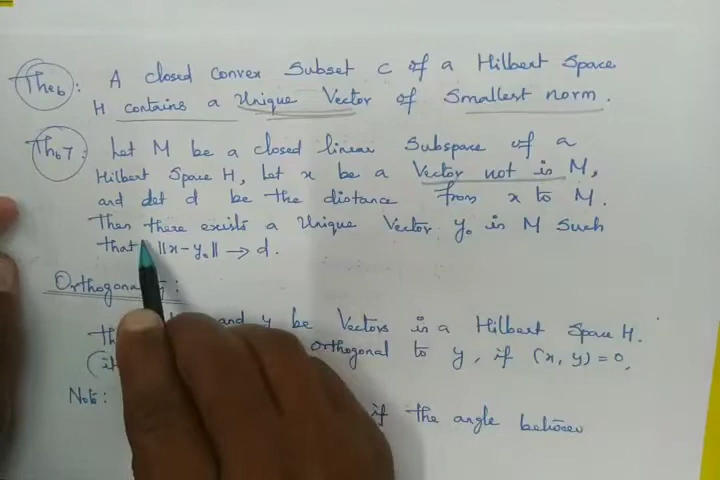 Th 6 : A closed convex Subset C of a Hilbert Space
H contains a Unique Vector of Smallest norm.
Th 7 : Let M be a closed linear Subspace of a
Hilbert Space H, Let x be a Vector not in M,
and let d be the distance from x to M.
Then there exists a Unique Vector y₀ in M such
that ‖x-y₀‖ → d.
Orthogonality :
and y be Vectors in a Hilbert Space H.
orthogonal to y, if (x, y) = 0.
Note: if the angle between